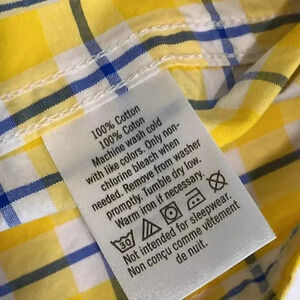 100% Cotton
100% Coton
Machine wash cold
with like colors. Only non-
chlorine bleach when
needed. Remove from washer
promptly. Tumble dry low.
Warm iron if necessary.
30
Not intended for sleepwear.
Non conçu comme vêtement
de nuit.